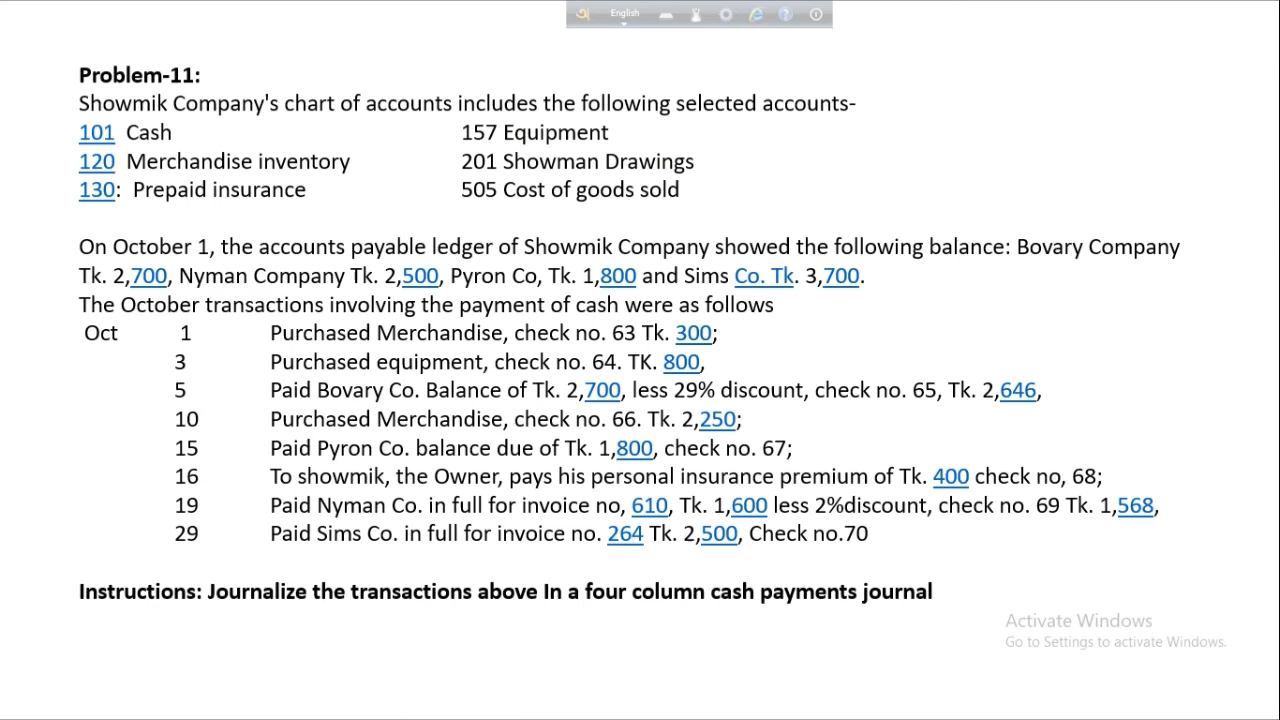 English
Problem-11:
Showmik Company's chart of accounts includes the following selected accounts-
101 Cash 157 Equipment
120 Merchandise inventory 201 Showman Drawings
130: Prepaid insurance 505 Cost of goods sold
On October 1, the accounts payable ledger of Showmik Company showed the following balance: Bovary Company
Tk. 2,700, Nyman Company Tk. 2,500, Pyron Co, Tk. 1,800 and Sims Co. Tk. 3,700.
The October transactions involving the payment of cash were as follows
Oct 1 Purchased Merchandise, check no. 63 Tk. 300;
3 Purchased equipment, check no. 64. TK. 800,
5 Paid Bovary Co. Balance of Tk. 2,700, less 29% discount, check no. 65, Tk. 2,646,
10 Purchased Merchandise, check no. 66. Tk. 2,250;
15 Paid Pyron Co. balance due of Tk. 1,800, check no. 67;
16 To showmik, the Owner, pays his personal insurance premium of Tk. 400 check no, 68;
19 Paid Nyman Co. in full for invoice no, 610, Tk. 1,600 less 2%discount, check no. 69 Tk. 1,568,
29 Paid Sims Co. in full for invoice no. 264 Tk. 2,500, Check no.70
Instructions: Journalize the transactions above In a four column cash payments journal
Activate Windows
Go to Settings to activate Windows.